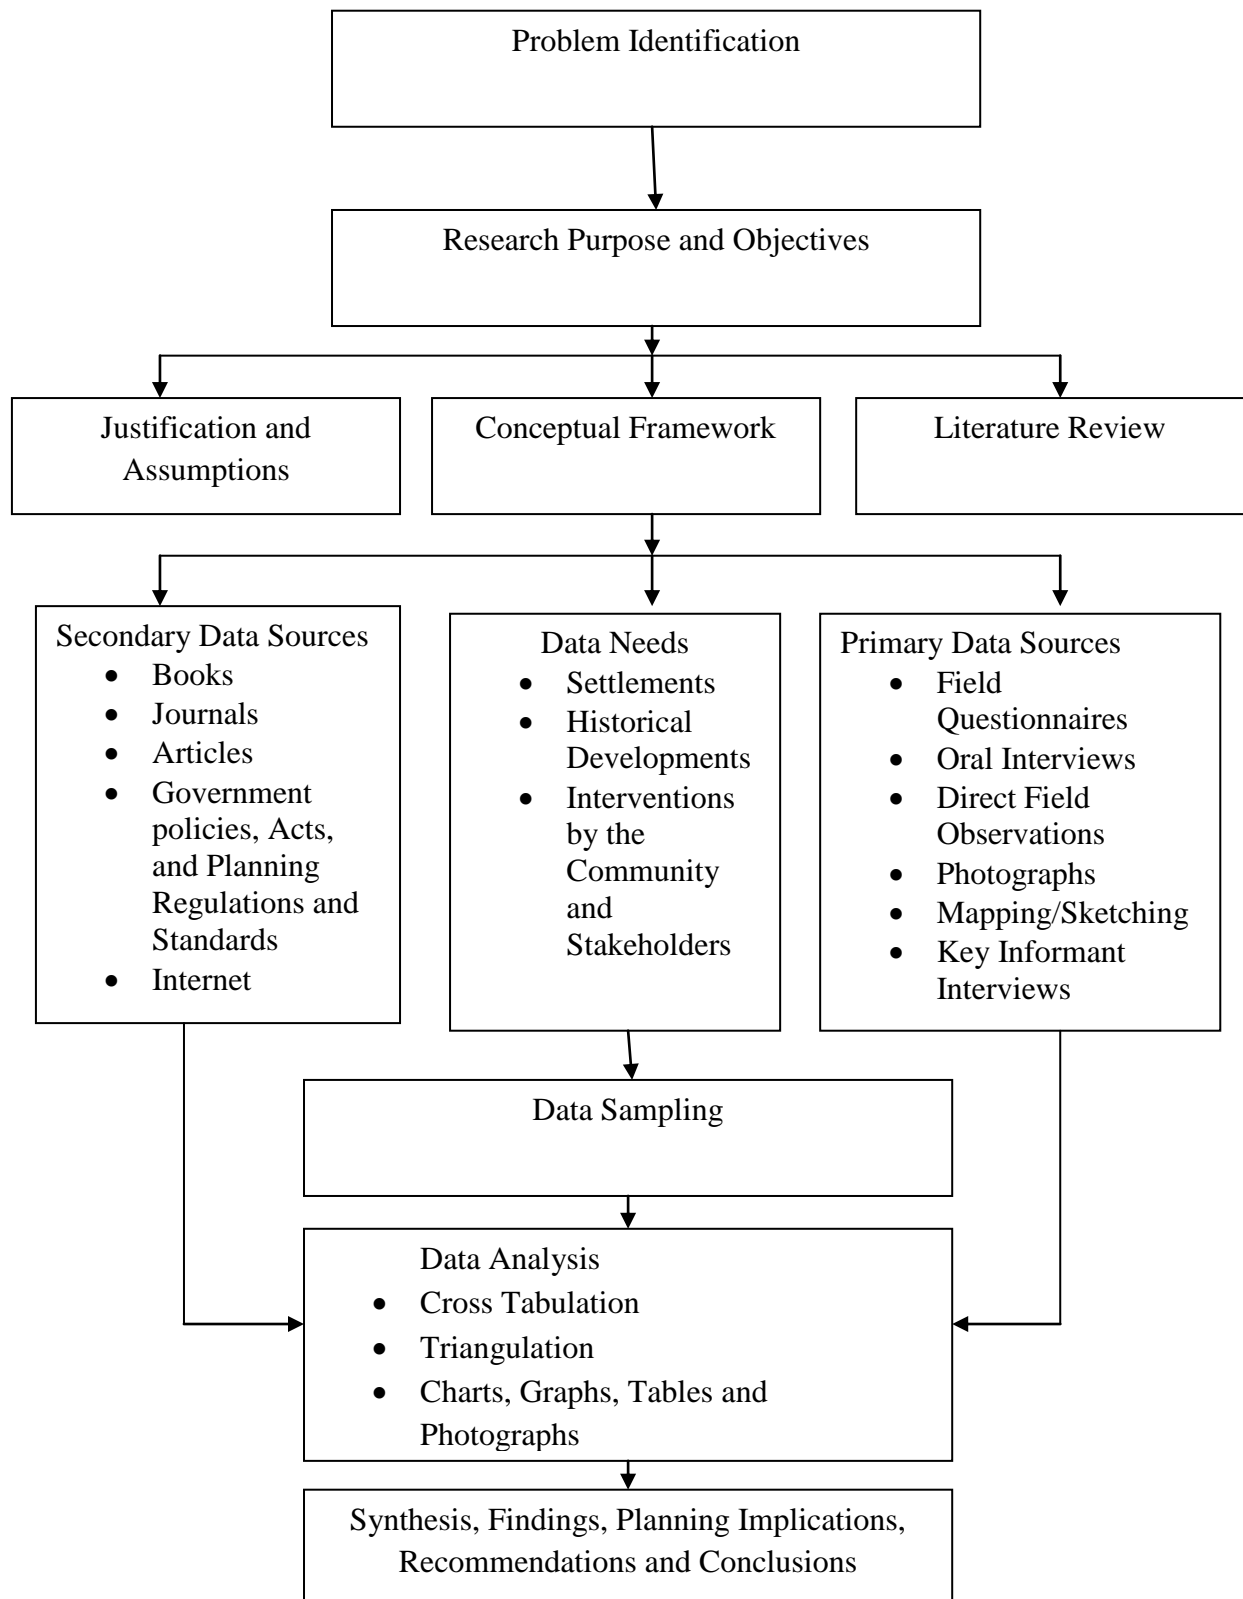 Problem Identification
Research Purpose and Objectives
Justification and
Assumptions
Conceptual Framework
Literature Review
Secondary Data Sources
• Books
• Journals
• Articles
• Government
policies, Acts,
and Planning
Regulations and
Standards
• Internet
Data Needs
• Settlements
• Historical
Developments
• Interventions
by the
Community
and
Stakeholders
Primary Data Sources
• Field
Questionnaires
• Oral Interviews
• Direct Field
Observations
• Photographs
• Mapping/Sketching
• Key Informant
Interviews
Data Sampling
Data Analysis
• Cross Tabulation
• Triangulation
• Charts, Graphs, Tables and
Photographs
Synthesis, Findings, Planning Implications,
Recommendations and Conclusions